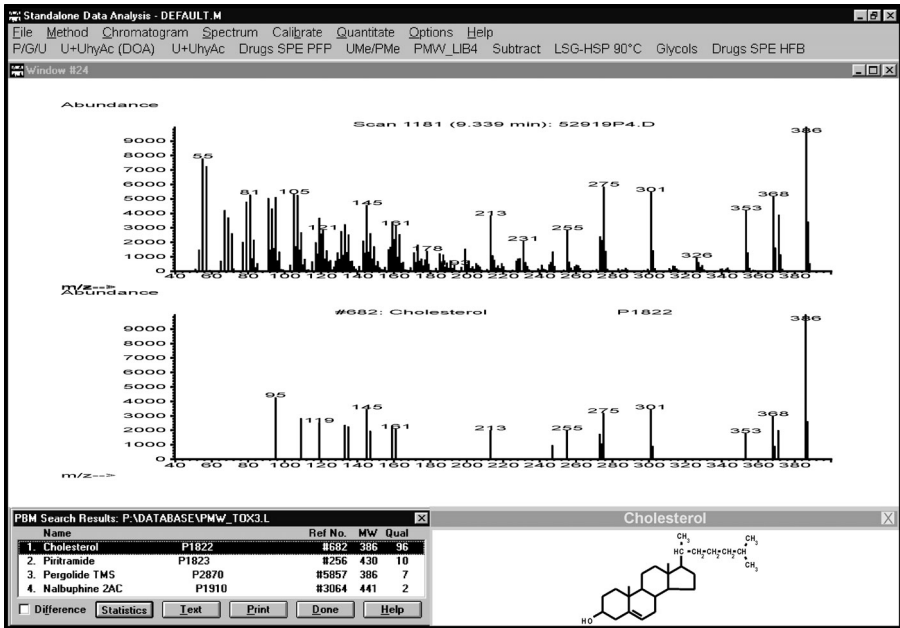 Standalone Data Analysis - DEFAULT.M
File Method Chromatogram Spectrum Calibrate Quantitate Options Help
P/G/U U+UhyAc (DOA) U+UhyAc Drugs SPE PFP UMe/PMe PMW_LIB4 Subtract LSG-HSP 90°C Glycols Drugs SPE HFB
Window #24
Abundance
Scan 1181 (9.339 min): 52919P4.D
386
9000
8000
55
7000
6000
275
81
105
301
368
5000
145
353
4000
213
161
3000
121
255
231
2000
178
326
1000
193
0
40 60 80 100 120 140 160 180 200 220 240 260 280 300 320 340 360 380
m/z-->
Abundance
#682: Cholesterol P1822
386
9000
8000
7000
6000
5000
95
4000
145
275
301
3000
119
368
161
213
255
2000
353
1000
0
40 60 80 100 120 140 160 180 200 220 240 260 280 300 320 340 360 380
m/z-->
PBM Search Results: P:\DATABASE\PMW_TOX3.L
Name Ref No. MW Qual
1. Cholesterol P1822 #682 386 96
2. Piritramide P1823 #256 430 10
3. Pergolide TMS P2870 #5857 386 7
4. Nalbuphine 2AC P1910 #3064 441 2
Difference Statistics Text Print Done Help
Cholesterol
CH3 CH3
HC-CH2CH2CH2CH
CH3
HO